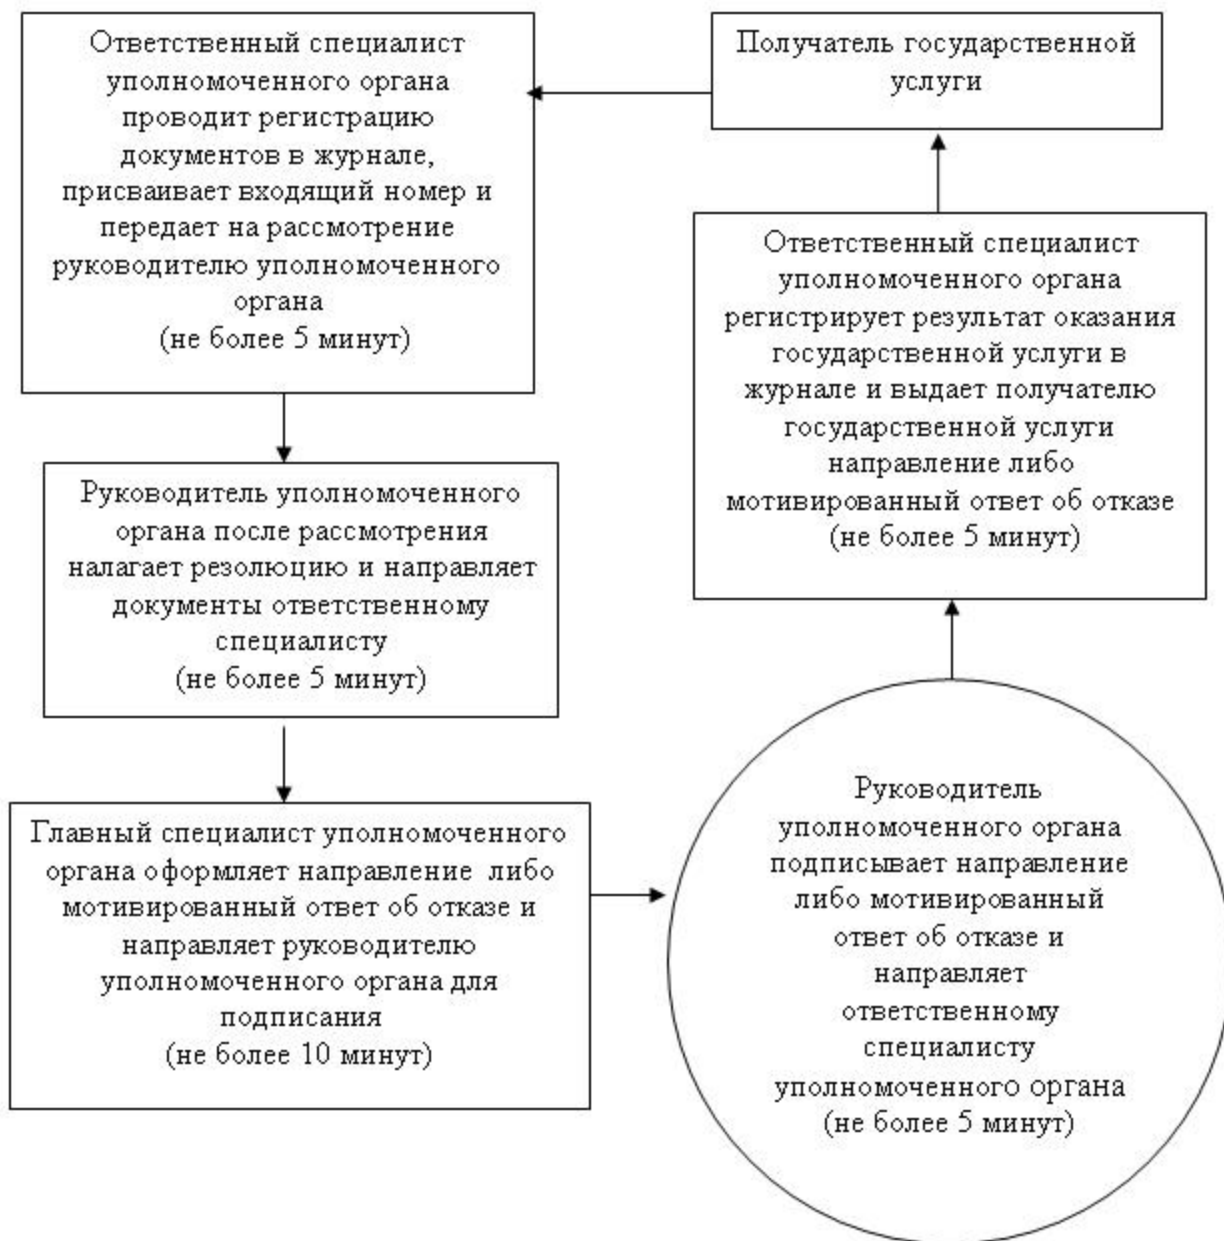 Ответственный специалист
уполномоченного органа
проводит регистрацию
документов в журнале,
присваивает входящий номер и
передает на рассмотрение
руководителю уполномоченного
органа
(не более 5 минут)
Получатель государственной
услуги
Ответственный специалист
уполномоченного органа
регистрирует результат оказания
государственной услуги в
журнале и выдает получателю
государственной услуги
направление либо
мотивированный ответ об отказе
(не более 5 минут)
Руководитель уполномоченного
органа после рассмотрения
налагает резолюцию и направляет
документы ответственному
специалисту
(не более 5 минут)
Главный специалист уполномоченного
органа оформляет направление  либо
мотивированный ответ об отказе и
направляет руководителю
уполномоченного органа для
подписания
(не более 10 минут)
Руководитель
уполномоченного органа
подписывает направление
либо мотивированный
ответ об отказе и
направляет
ответственному
специалисту
уполномоченного органа
(не более 5 минут)